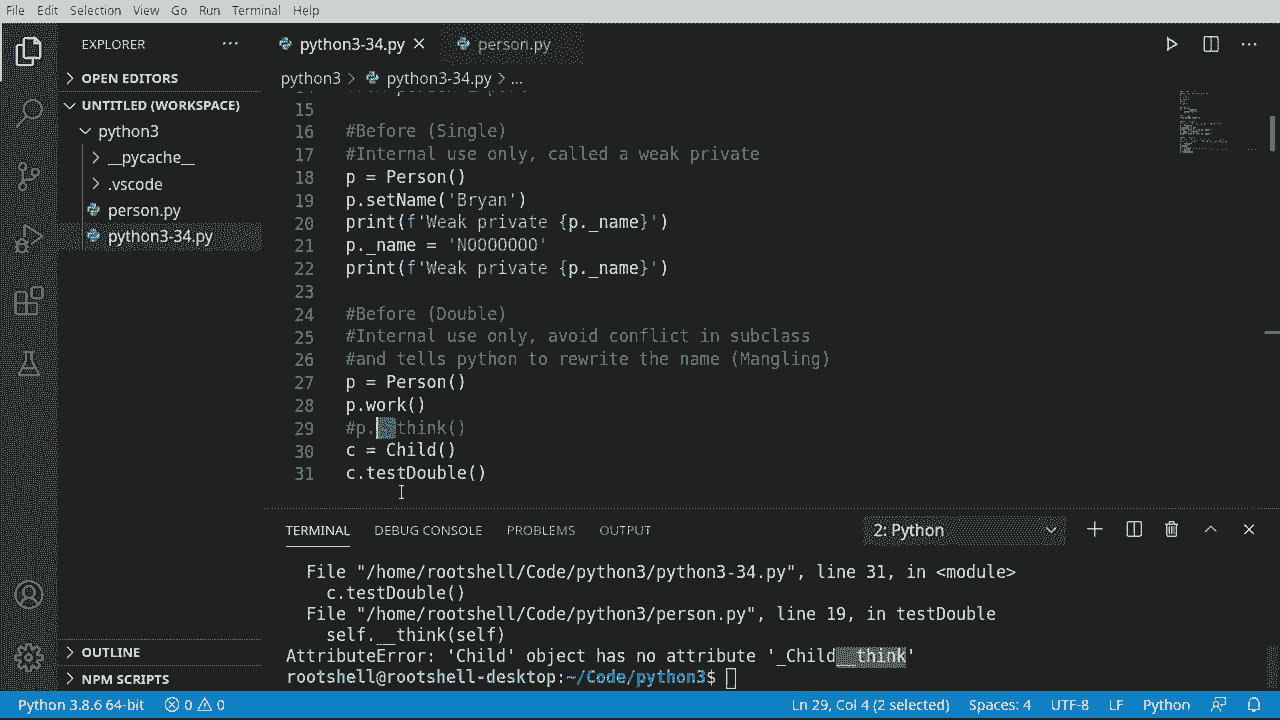 File Edit Selection View Go Run Terminal Help
EXPLORER
python3-34.py
person.py
OPEN EDITORS
python3 > python3-34.py > ...
UNTITLED (WORKSPACE)
python3
__pycache__
.vscode
person.py
python3-34.py
15
16 #Before (Single)
17 #Internal use only, called a weak private
18 p = Person()
19 p.setName('Bryan')
20 print(f'Weak private {p._name}')
21 p._name = 'NOOOOOOO'
22 print(f'Weak private {p._name}')
23
24 #Before (Double)
25 #Internal use only, avoid conflict in subclass
26 #and tells python to rewrite the name (Mangling)
27 p = Person()
28 p.work()
29 #p.__think()
30 c = Child()
31 c.testDouble()
TERMINAL DEBUG CONSOLE PROBLEMS OUTPUT 2: Python
File "/home/rootshell/Code/python3/python3-34.py", line 31, in <module>
c.testDouble()
File "/home/rootshell/Code/python3/person.py", line 19, in testDouble
self.__think(self)
AttributeError: 'Child' object has no attribute '_Child__think'
rootshell@rootshell-desktop:~/Code/python3$
OUTLINE
NPM SCRIPTS
Python 3.8.6 64-bit 0 0 Ln 29, Col 4 (2 selected) Spaces: 4 UTF-8 LF Python